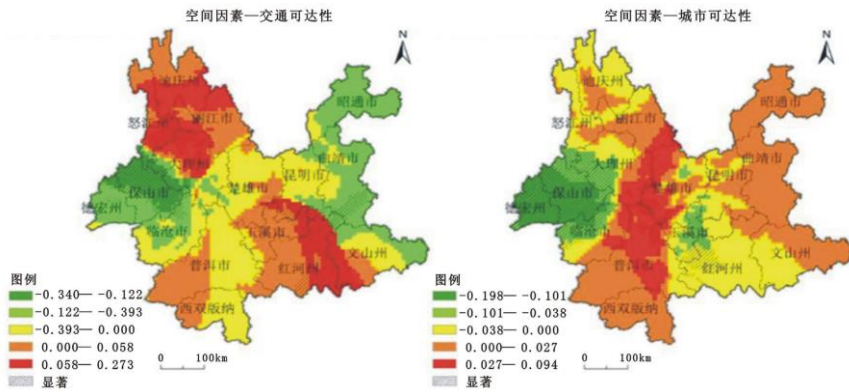 空间因素—交通可达性
N
迪庆州
丽江市
怒江州
大理州
昭通市
曲靖市
昆明市
楚雄市
保山市
德宏州
临沧市
玉溪市
文山州
红河州
普洱市
西双版纳
图例
-0.340— -0.122
-0.122— -0.393
-0.393— 0.000
0.000— 0.058
0.058— 0.273
显著
0 100km
空间因素—城市可达性
N
迪庆州
丽江市
怒江州
大理州
昭通市
曲靖市
昆明市
楚雄市
保山市
德宏州
临沧市
玉溪市
文山州
红河州
普洱市
西双版纳
图例
-0.198— -0.101
-0.101— -0.038
-0.038— 0.000
0.000— 0.027
0.027— 0.094
显著
0 100km